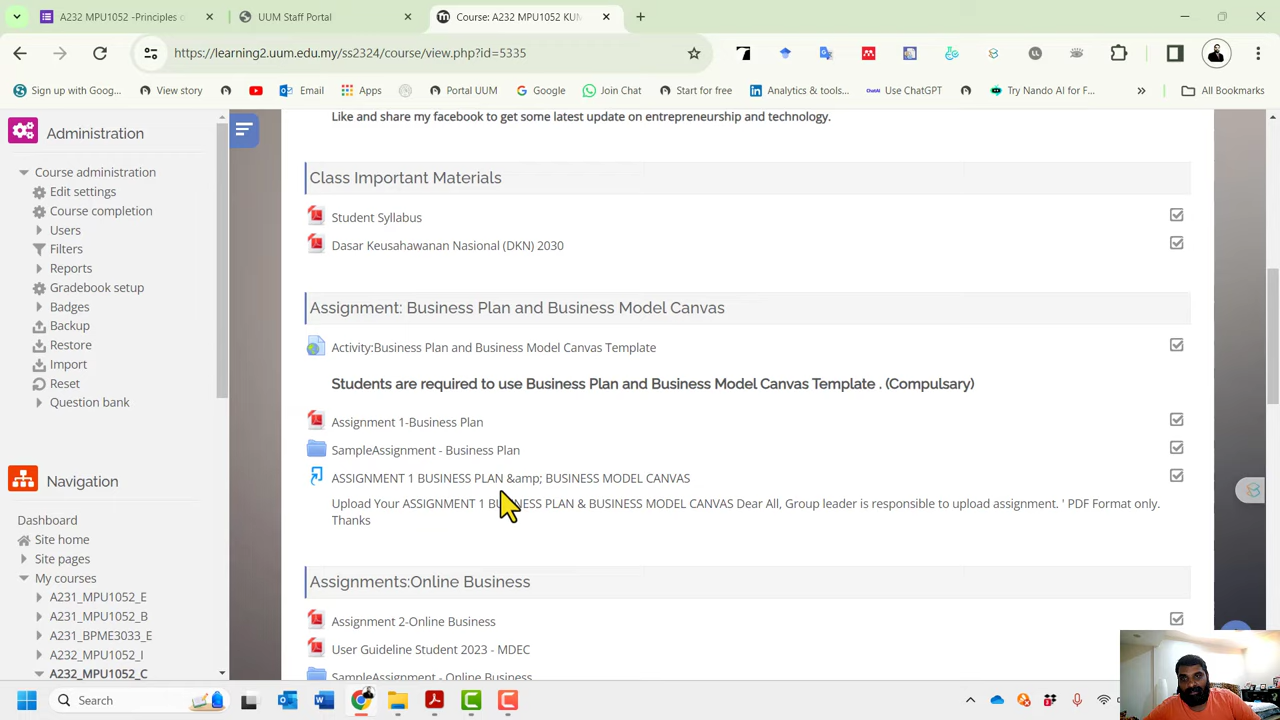 A232 MPU1052 -Principles o
UUM Staff Portal
Course: A232 MPU1052 KUM
https://learning2.uum.edu.my/ss2324/course/view.php?id=5335
Sign up with Goog...
View story
Email
Apps
Portal UUM
Google
Join Chat
Start for free
Analytics & tools...
Use ChatGPT
Try Nando AI for F...
All Bookmarks
Administration
Course administration
Edit settings
Course completion
Users
Filters
Reports
Gradebook setup
Badges
Backup
Restore
Import
Reset
Question bank
Navigation
Dashboard
Site home
Site pages
My courses
A231_MPU1052_E
A231_MPU1052_B
A231_BPME3033_E
A232_MPU1052_I
A232_MPU1052_C
Like and share my facebook to get some latest update on entrepreneurship and technology.
Class Important Materials
Student Syllabus
Dasar Keusahawanan Nasional (DKN) 2030
Assignment: Business Plan and Business Model Canvas
Activity:Business Plan and Business Model Canvas Template
Students are required to use Business Plan and Business Model Canvas Template . (Compulsary)
Assignment 1-Business Plan
SampleAssignment - Business Plan
ASSIGNMENT 1 BUSINESS PLAN &amp; BUSINESS MODEL CANVAS
Upload Your ASSIGNMENT 1 BUSINESS PLAN & BUSINESS MODEL CANVAS Dear All, Group leader is responsible to upload assignment. ' PDF Format only.
Thanks
Assignments:Online Business
Assignment 2-Online Business
User Guideline Student 2023 - MDEC
SampleAssignment - Online Business
Search